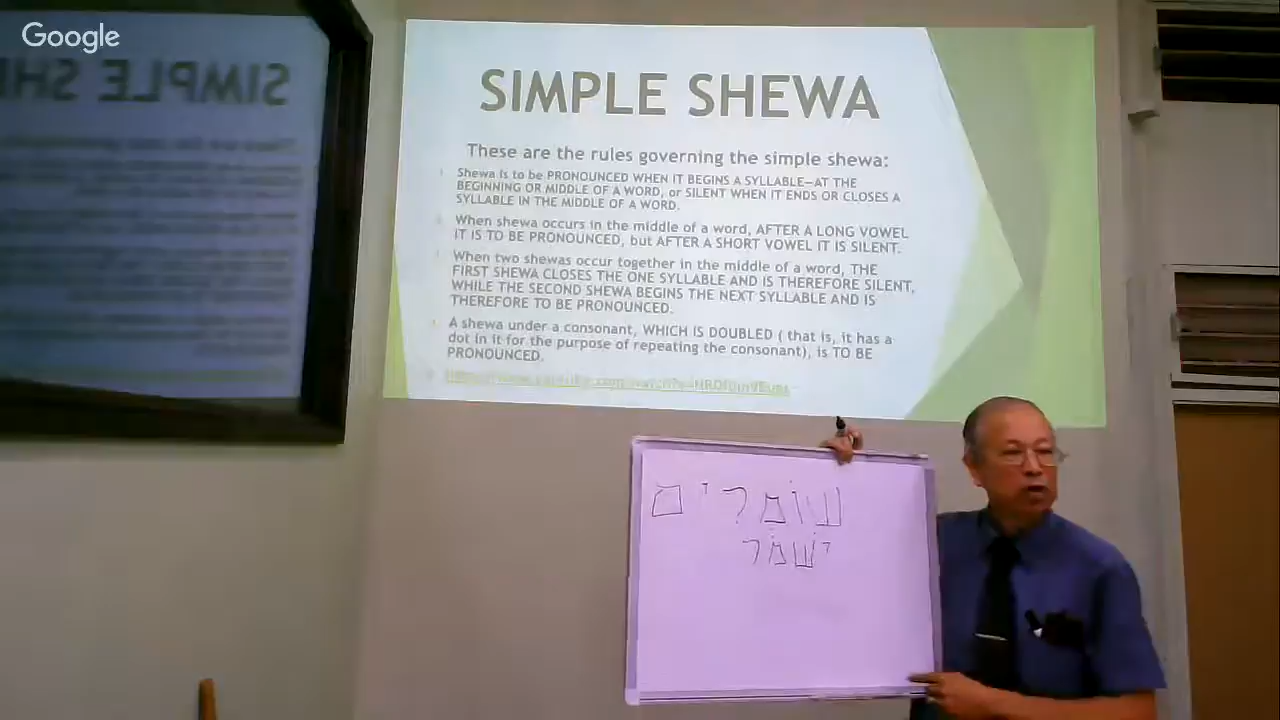 Google
SIMPLE SHE
SIMPLE SHEWA
These are the rules governing the simple shewa:
Shewa is to be PRONOUNCED WHEN IT BEGINS A SYLLABLE—AT THE
BEGINNING OR MIDDLE OF A WORD, or SILENT WHEN IT ENDS OR CLOSES A
SYLLABLE IN THE MIDDLE OF A WORD.
When shewa occurs in the middle of a word, AFTER A LONG VOWEL
IT IS TO BE PRONOUNCED, but AFTER A SHORT VOWEL IT IS SILENT.
When two shewas occur together in the middle of a word, THE
FIRST SHEWA CLOSES THE ONE SYLLABLE AND IS THEREFORE SILENT,
WHILE THE SECOND SHEWA BEGINS THE NEXT SYLLABLE AND IS
THEREFORE TO BE PRONOUNCED.
A shewa under a consonant, WHICH IS DOUBLED ( that is, it has a
dot in it for the purpose of repeating the consonant), is TO BE
PRONOUNCED.
שוֹמרים
ישׁמֹר